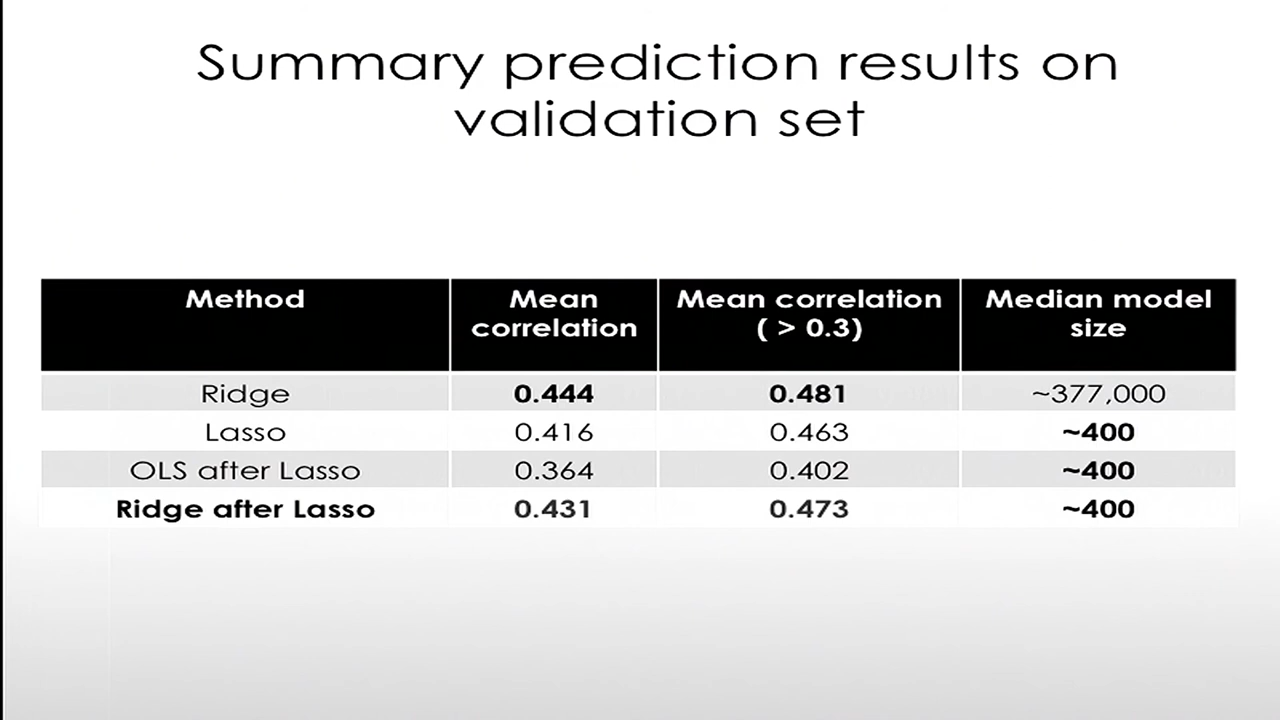 Summary prediction results on
validation set
Method Mean correlation Mean correlation ( > 0.3) Median model size
Ridge 0.444 0.481 ~377,000
Lasso 0.416 0.463 ~400
OLS after Lasso 0.364 0.402 ~400
Ridge after Lasso 0.431 0.473 ~400